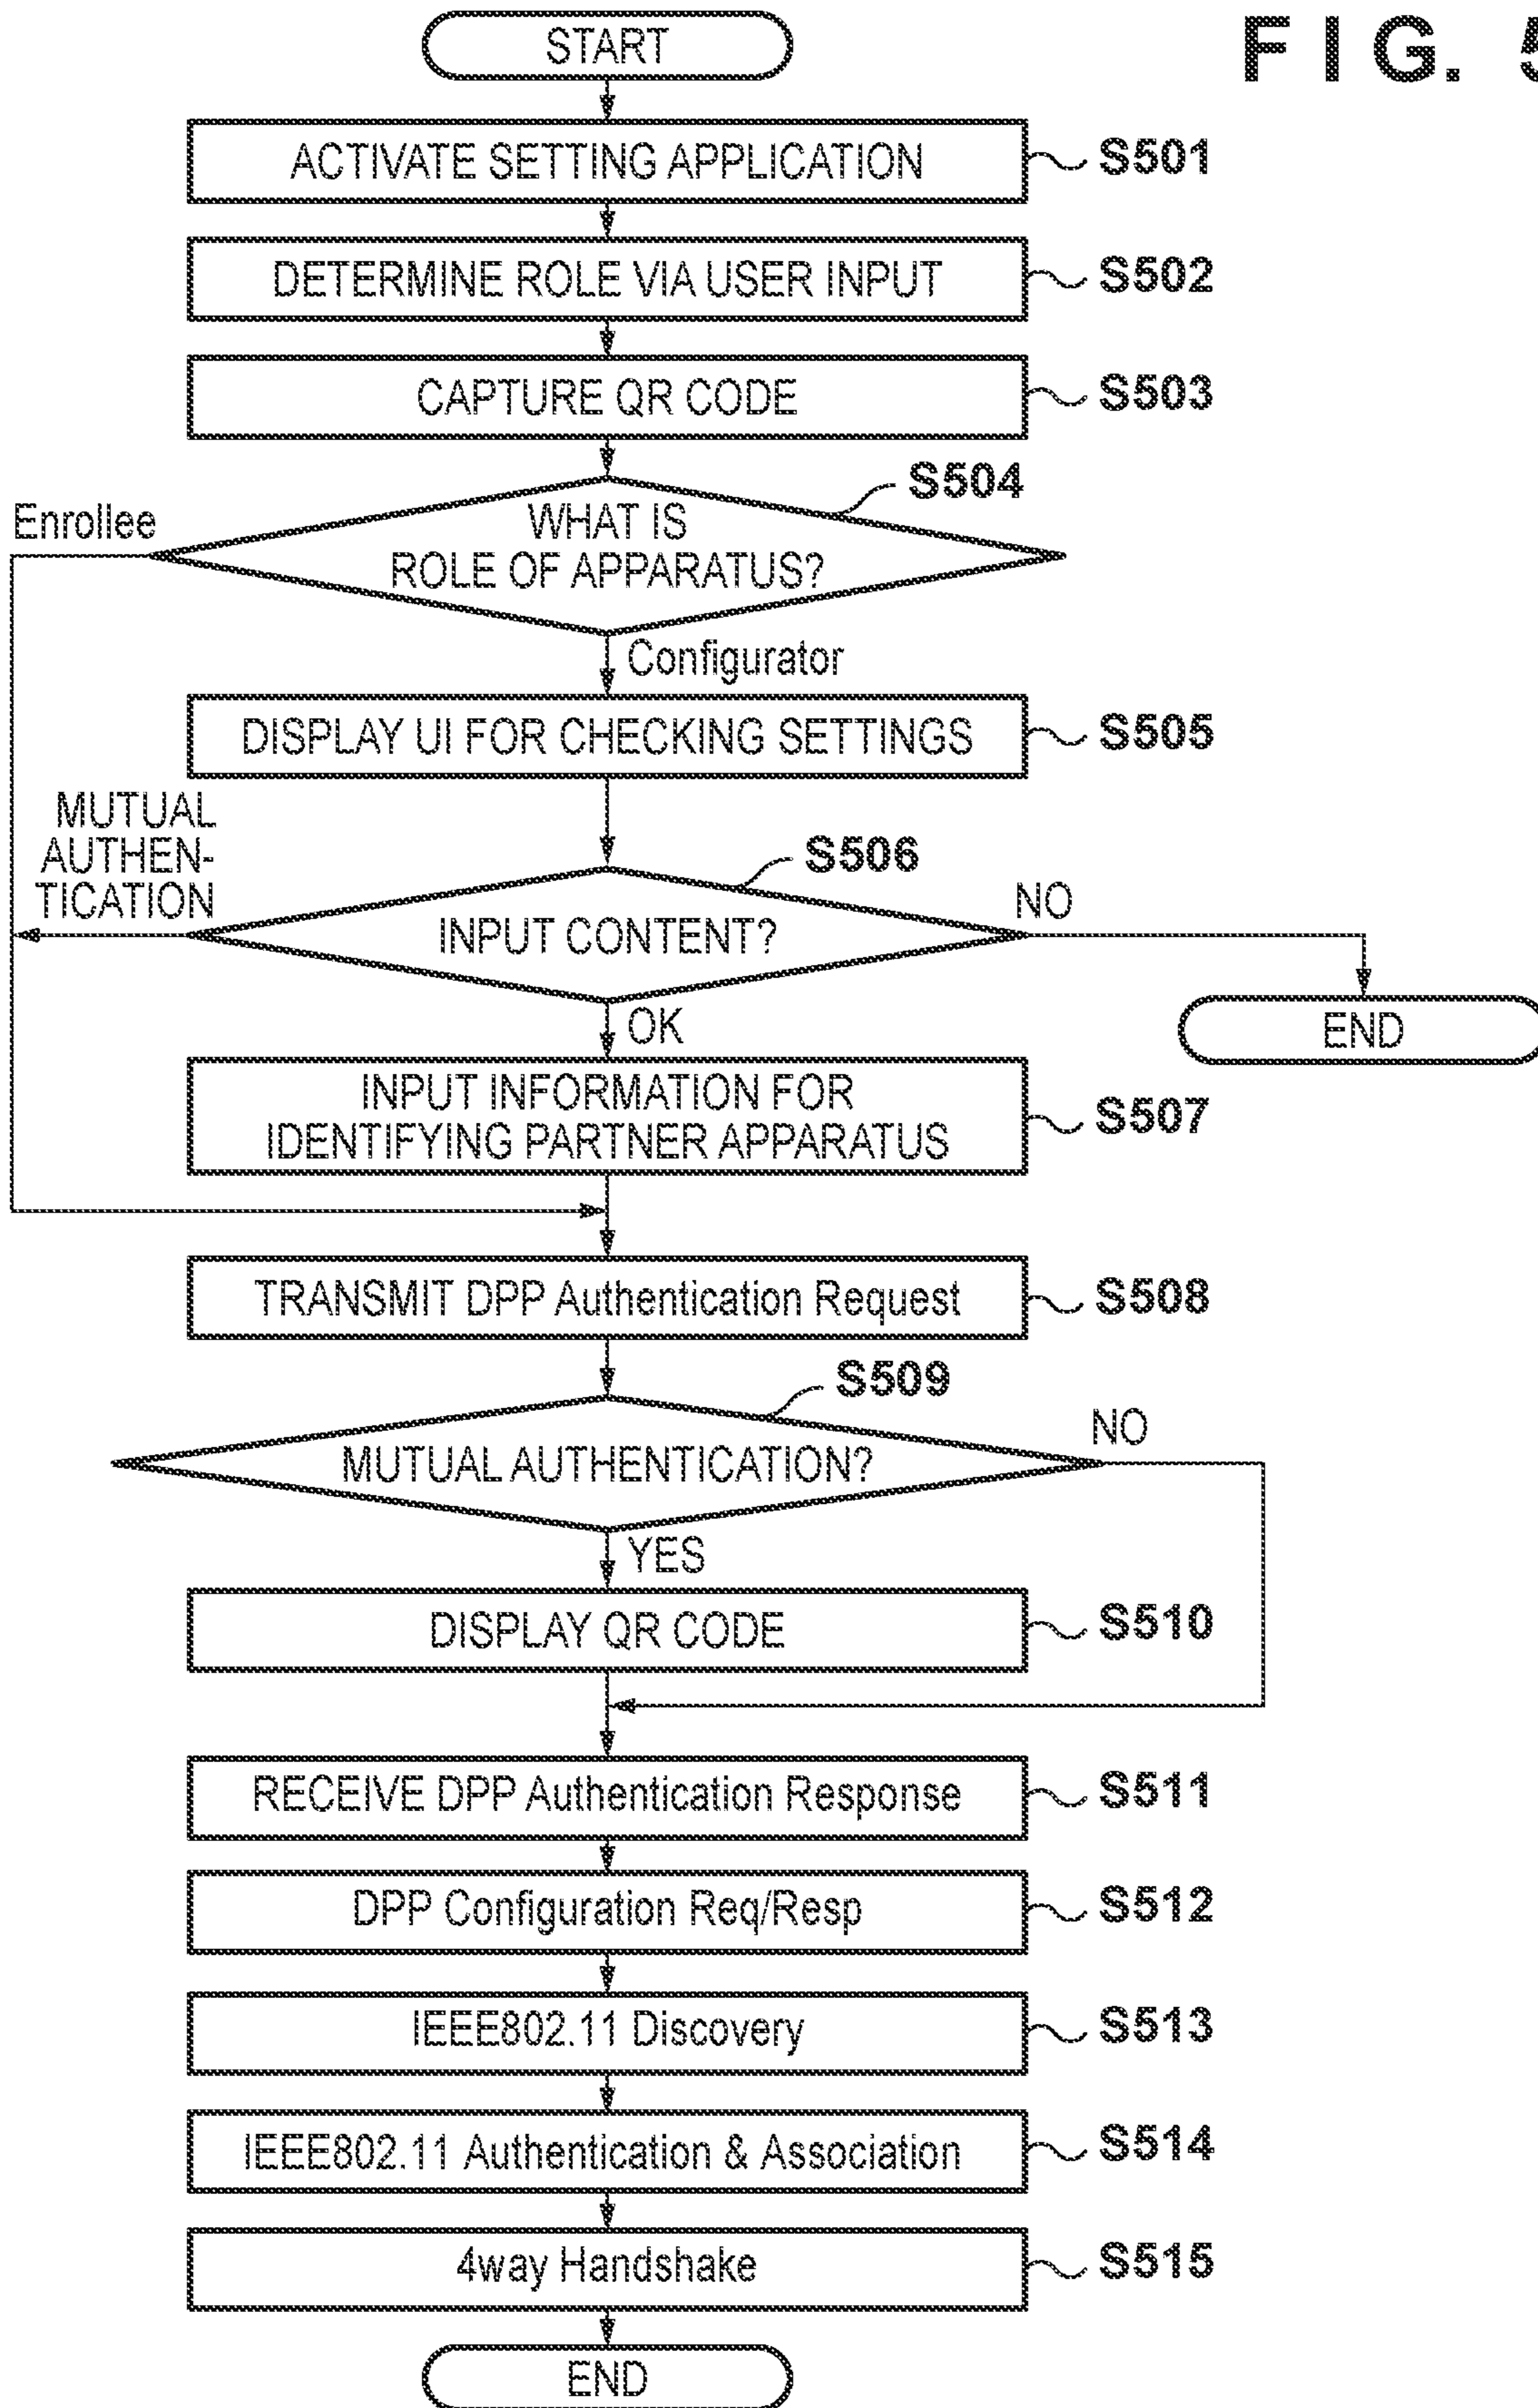 FIG. 5
START
ACTIVATE SETTING APPLICATION
S501
DETERMINE ROLE VIA USER INPUT
S502
CAPTURE QR CODE
S503
S504
Enrollee
WHAT IS
ROLE OF APPARATUS?
Configurator
DISPLAY UI FOR CHECKING SETTINGS
S505
MUTUAL
AUTHEN-
TICATION
S506
INPUT CONTENT?
NO
END
OK
INPUT INFORMATION FOR
IDENTIFYING PARTNER APPARATUS
S507
TRANSMIT DPP Authentication Request
S508
S509
MUTUAL AUTHENTICATION?
NO
YES
DISPLAY QR CODE
S510
RECEIVE DPP Authentication Response
S511
DPP Configuration Req/Resp
S512
IEEE802.11 Discovery
S513
IEEE802.11 Authentication & Association
S514
4way Handshake
S515
END